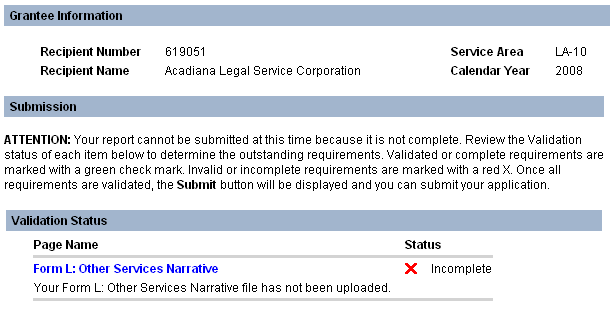 Grantee Information
Recipient Number 619051 Service Area LA-10
Recipient Name Acadiana Legal Service Corporation Calendar Year 2008
Submission
ATTENTION: Your report cannot be submitted at this time because it is not complete. Review the Validation
status of each item below to determine the outstanding requirements. Validated or complete requirements are
marked with a green check mark. Invalid or incomplete requirements are marked with a red X. Once all
requirements are validated, the Submit button will be displayed and you can submit your application.
Validation Status
Page Name Status
Form L: Other Services Narrative Incomplete
Your Form L: Other Services Narrative file has not been uploaded.